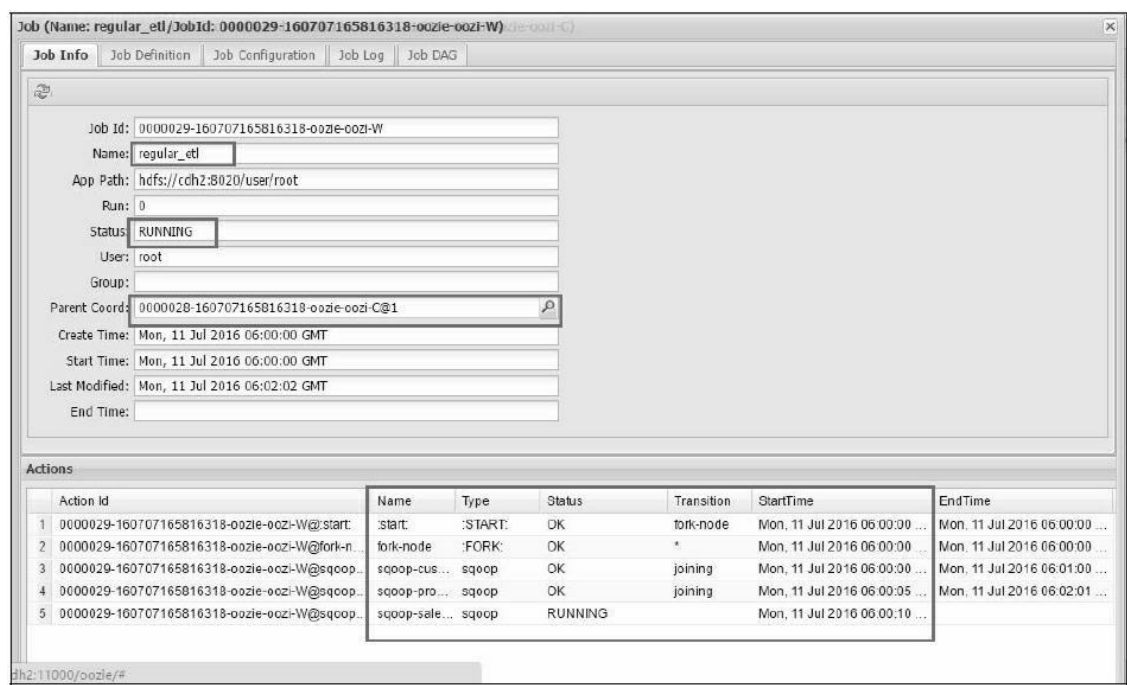 Job (Name: regular_etl/JobId: 0000029-160707165816318-oozie-oozi-W)
Job Info Job Definition Job Configuration Job Log Job DAG
Job Id: 0000029-160707165816318-oozie-oozi-W
Name: regular_etl
App Path: hdfs://cdh2:8020/user/root
Run: 0
Status: RUNNING
User: root
Group:
Parent Coord: 0000028-160707165816318-oozie-oozi-C@1
Create Time: Mon, 11 Jul 2016 06:00:00 GMT
Start Time: Mon, 11 Jul 2016 06:00:00 GMT
Last Modified: Mon, 11 Jul 2016 06:02:02 GMT
End Time:
Actions
Action Id Name Type Status Transition StartTime EndTime
1 0000029-160707165816318-oozie-oozi-W@:start: :start: :START: OK fork-node Mon, 11 Jul 2016 06:00:00 ... Mon, 11 Jul 2016 06:00:00 ...
2 0000029-160707165816318-oozie-oozi-W@fork-n... fork-node :FORK: OK * Mon, 11 Jul 2016 06:00:00 ... Mon, 11 Jul 2016 06:00:00 ...
3 0000029-160707165816318-oozie-oozi-W@sqoop... sqoop-cus... sqoop OK joining Mon, 11 Jul 2016 06:00:00 ... Mon, 11 Jul 2016 06:01:00 ...
4 0000029-160707165816318-oozie-oozi-W@sqoop... sqoop-pro... sqoop OK joining Mon, 11 Jul 2016 06:00:05 ... Mon, 11 Jul 2016 06:02:01 ...
5 0000029-160707165816318-oozie-oozi-W@sqoop... sqoop-sale... sqoop RUNNING Mon, 11 Jul 2016 06:00:10 ...
dh2:11000/oozie/#